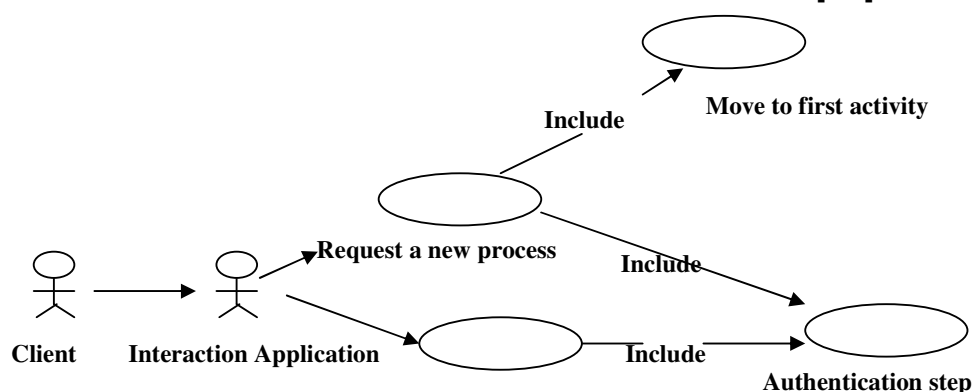 Move to first activity
Include
Request a new process
Include
Client
Interaction Application
Include
Authentication step